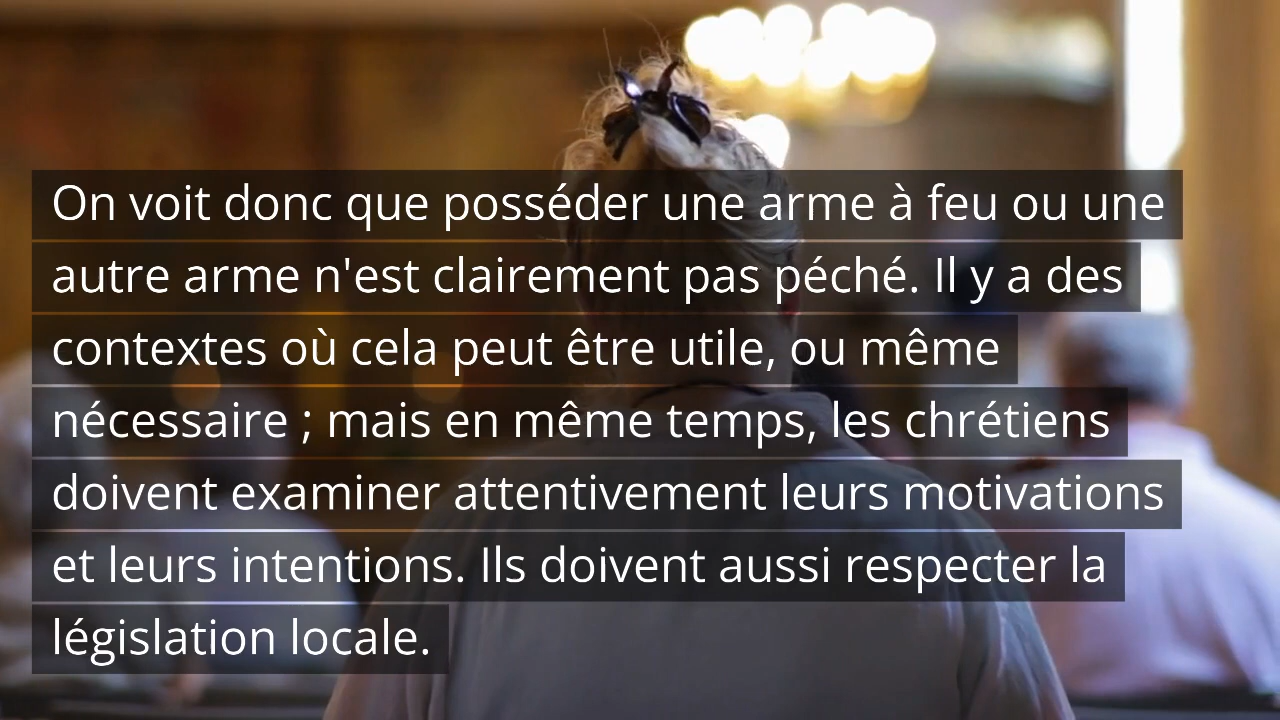 On voit donc que posséder une arme à feu ou une
autre arme n'est clairement pas péché. Il y a des
contextes où cela peut être utile, ou même
nécessaire ; mais en même temps, les chrétiens
doivent examiner attentivement leurs motivations
et leurs intentions. Ils doivent aussi respecter la
législation locale.